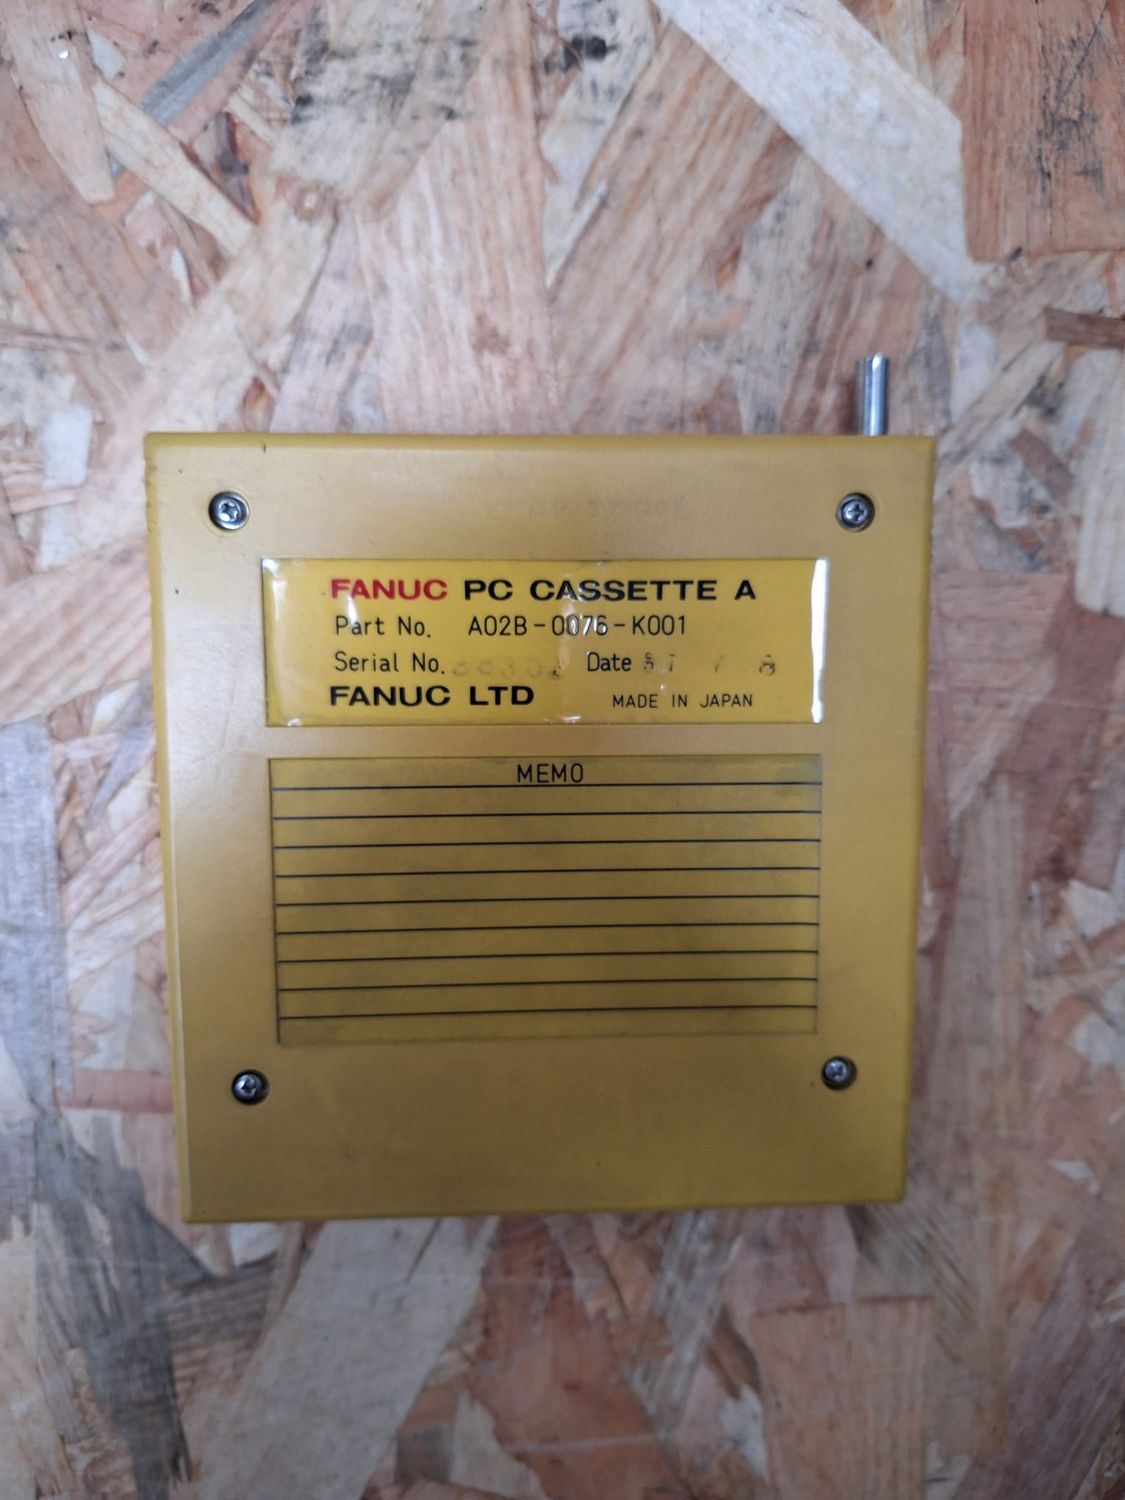 FANUC PC CASSETTE A
Part No. A02B-0076-K001
Serial No. Date
FANUC LTD MADE IN JAPAN
MEMO